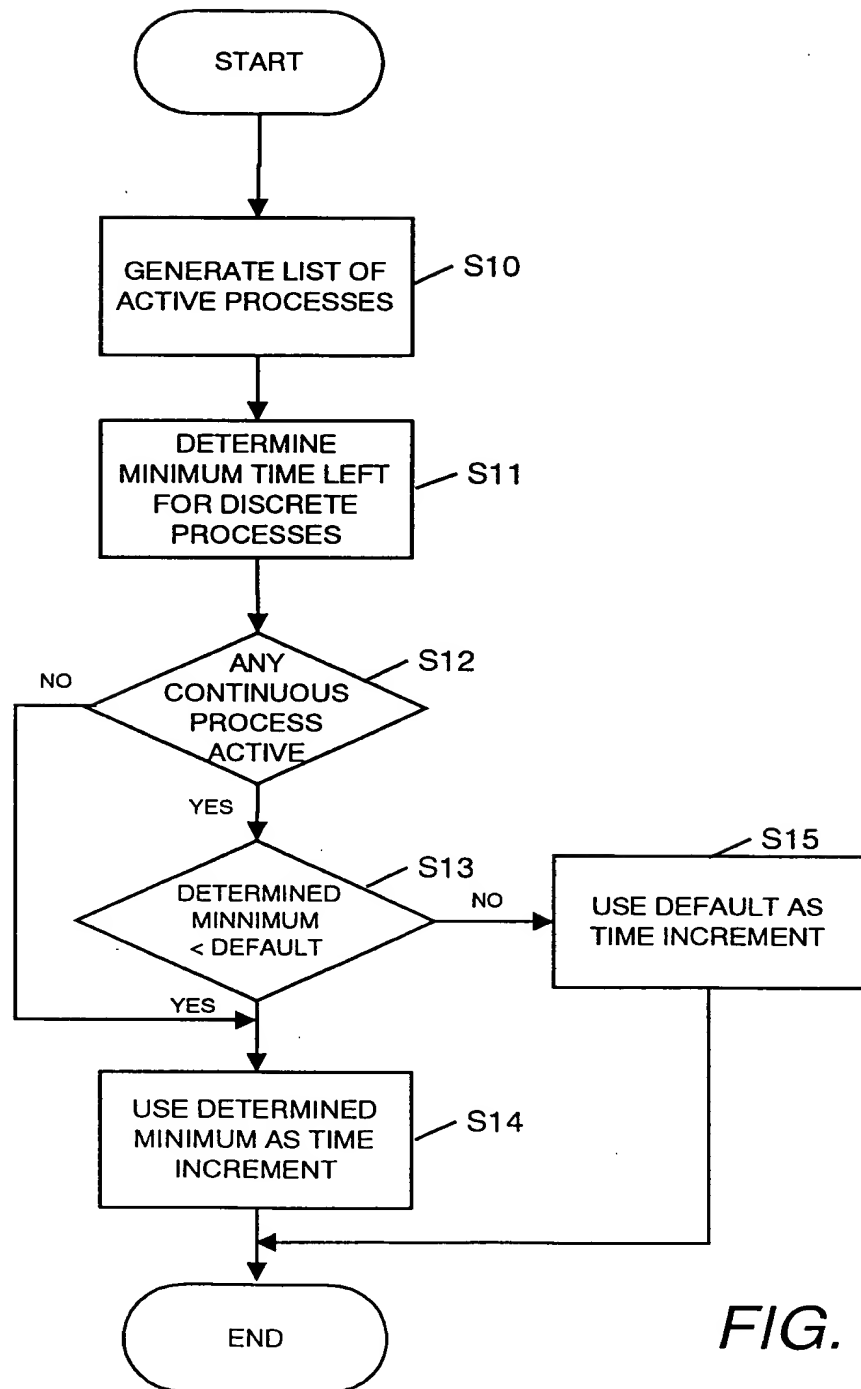 START
GENERATE LIST OF
ACTIVE PROCESSES
S10
DETERMINE
MINIMUM TIME LEFT
FOR DISCRETE
PROCESSES
S11
ANY
CONTINUOUS
PROCESS
ACTIVE
S12
NO
YES
DETERMINED
MINNIMUM
< DEFAULT
S13
NO
YES
USE DEFAULT AS
TIME INCREMENT
S15
USE DETERMINED
MINIMUM AS TIME
INCREMENT
S14
END
FIG.